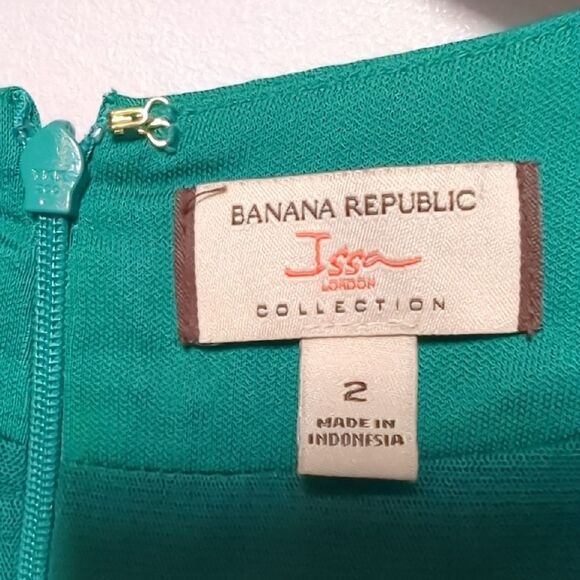 BANANA REPUBLIC
Issa
LONDON
COLLECTION
2
MADE IN
INDONESIA